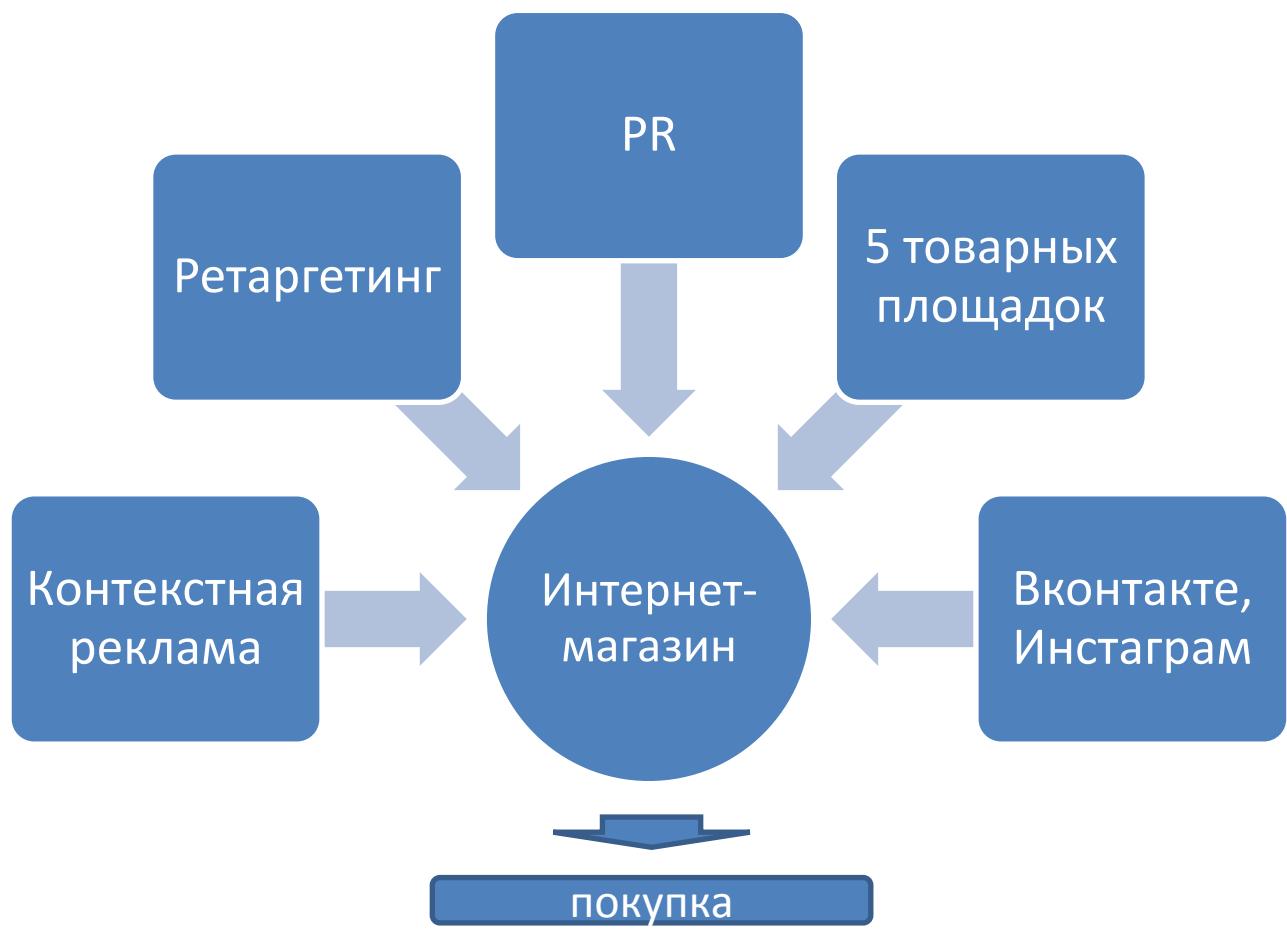 PR
Ретаргетинг
5 товарных
площадок
Контекстная
реклама
Интернет-
магазин
Вконтакте,
Инстаграм
покупка